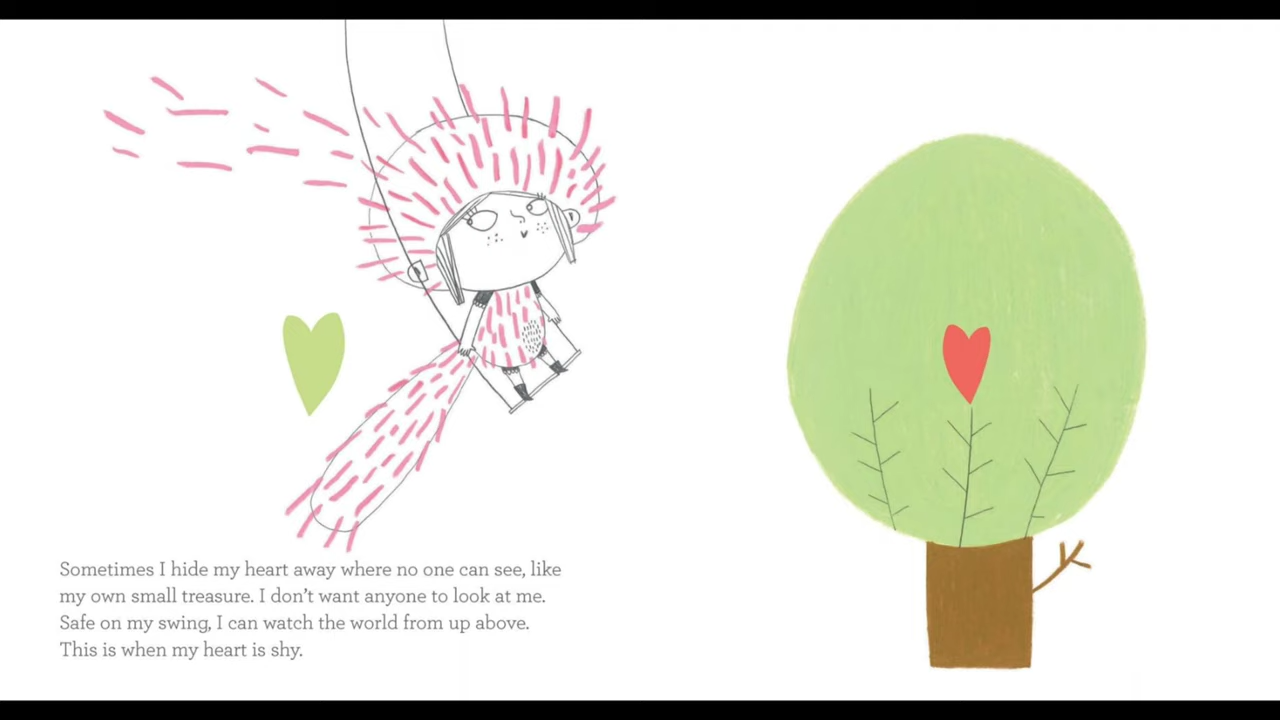 Sometimes I hide my heart away where no one can see, like
my own small treasure. I don’t want anyone to look at me.
Safe on my swing, I can watch the world from up above.
This is when my heart is shy.